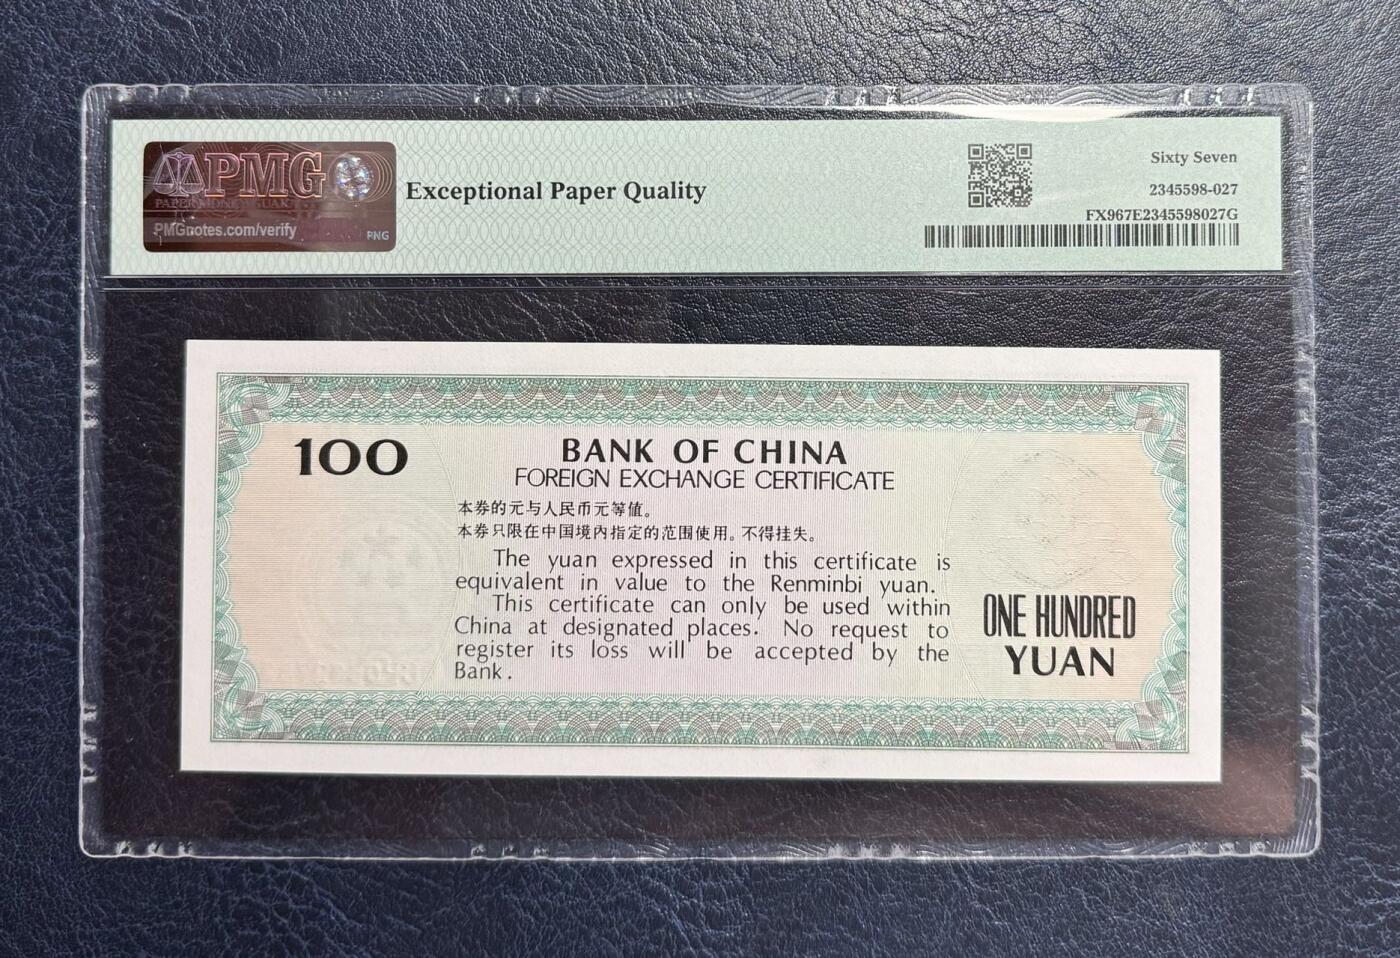 PMG
PAPER MONEY GUARANTY
PMGnotes.com/verify
PNG
Exceptional Paper Quality
Sixty Seven
2345598-027
FX967E2345598027G
100
BANK OF CHINA
FOREIGN EXCHANGE CERTIFICATE
本券的元与人民币元等值。
本券只限在中国境内指定的范围使用。不得挂失。
The yuan expressed in this certificate is
equivalent in value to the Renminbi yuan.
This certificate can only be used within
China at designated places. No request to
register its loss will be accepted by the
Bank.
ONE HUNDRED
YUAN